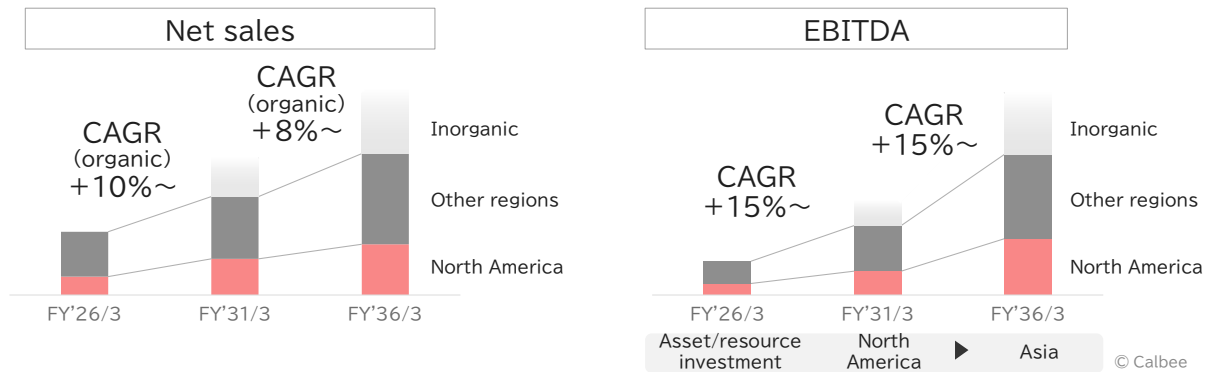 Net sales
CAGR
(organic)
+10%～
CAGR
(organic)
+8%～
Inorganic
Other regions
North America
FY'26/3
FY'31/3
FY'36/3
EBITDA
CAGR
+15%～
CAGR
+15%～
Inorganic
Other regions
North America
FY'26/3
FY'31/3
FY'36/3
Asset/resource
investment
North
America
▶
Asia
© Calbee